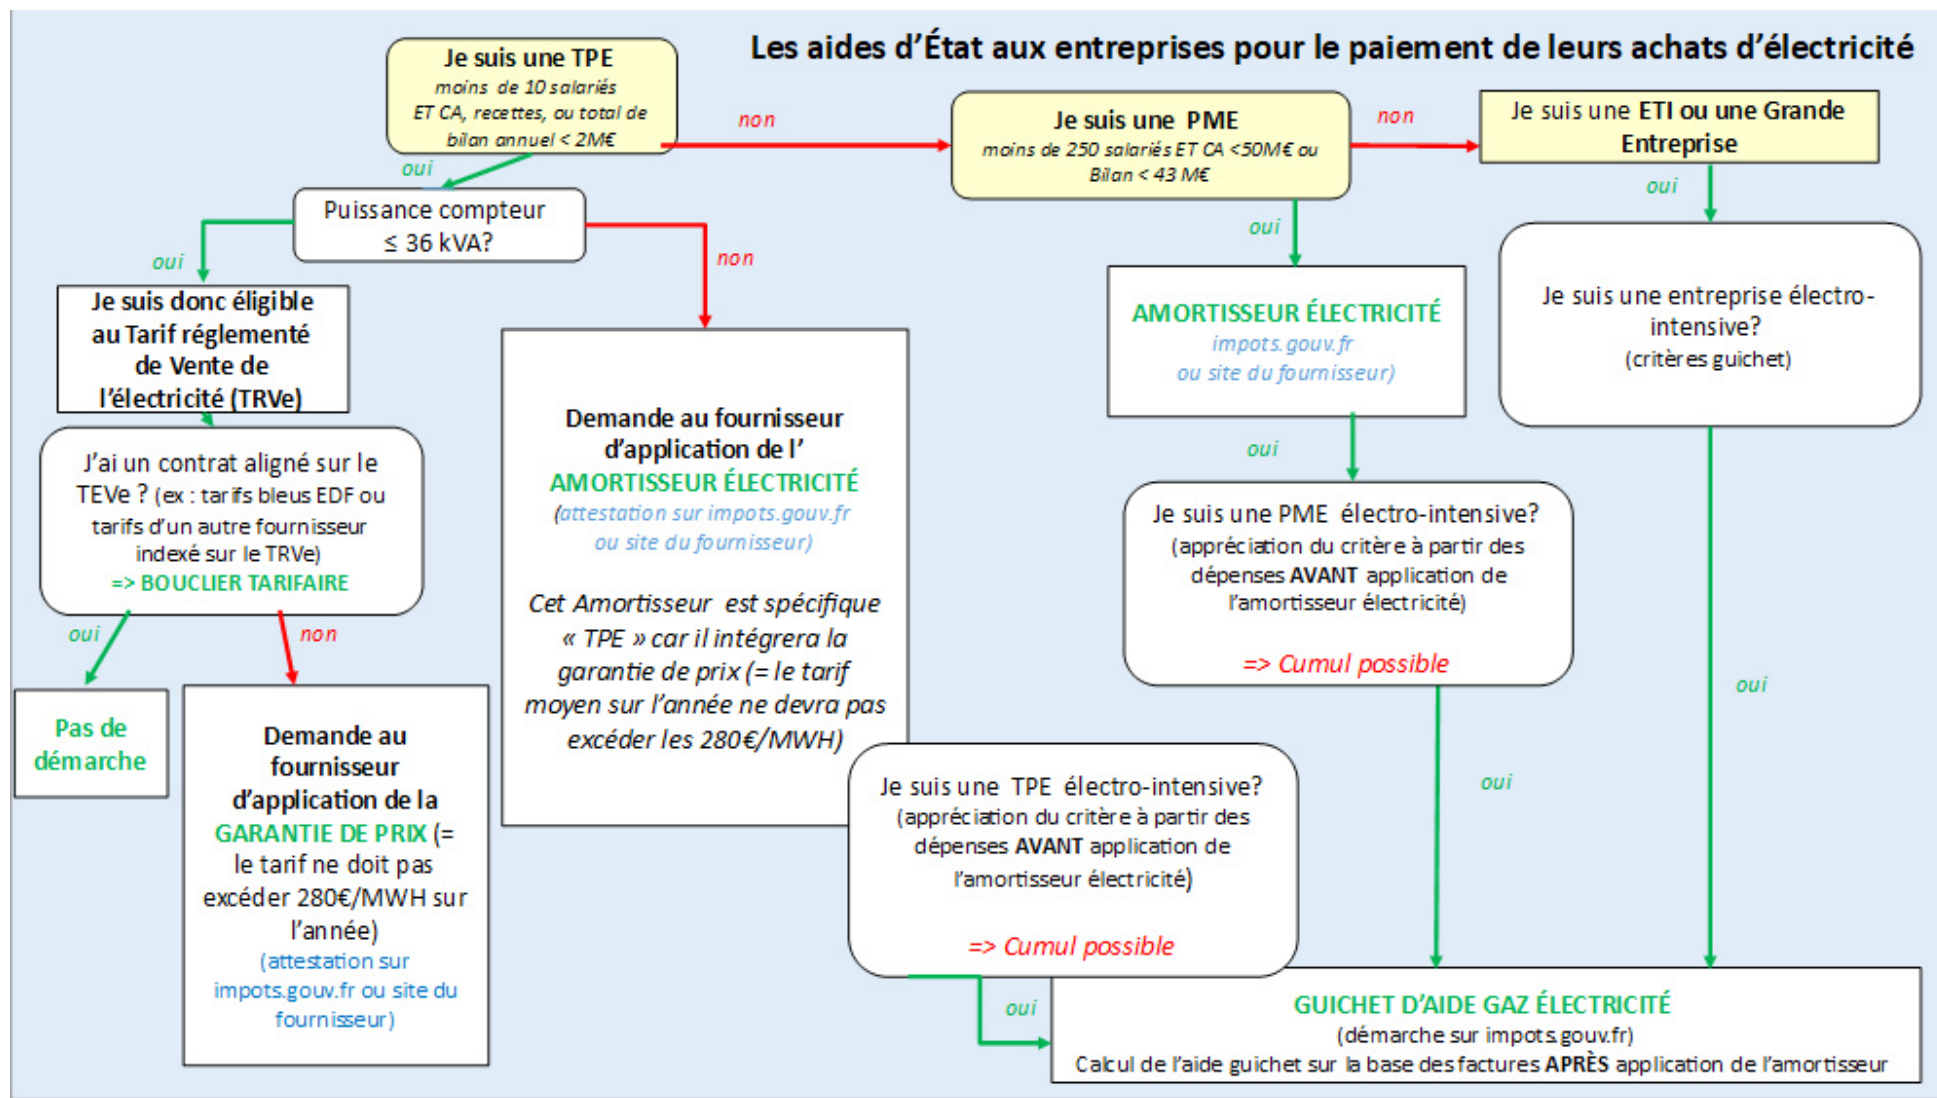 Les aides d’État aux entreprises pour le paiement de leurs achats d’électricité
Je suis une TPE
moins de 10 salariés
ET CA, recettes, ou total de
bilan annuel < 2M€
non
Je suis une PME
moins de 250 salariés ET CA <50M€ ou
Bilan < 43 M€
non
Je suis une ETI ou une Grande
Entreprise
oui
Puissance compteur
≤ 36 kVA?
oui
non
oui
oui
Je suis donc éligible
au Tarif réglementé
de Vente de
l’électricité (TRVe)
J’ai un contrat aligné sur le
TEVe ? (ex : tarifs bleus EDF ou
tarifs d’un autre fournisseur
indexé sur le TRVe)
=> BOUCLIER TARIFAIRE
oui
non
Pas de
démarche
Demande au
fournisseur
d’application de la
GARANTIE DE PRIX (=
le tarif ne doit pas
excéder 280€/MWH sur
l’année)
(attestation sur
impots.gouv.fr ou site du
fournisseur)
Demande au fournisseur
d’application de l’
AMORTISSEUR ÉLECTRICITÉ
(attestation sur impots.gouv.fr
ou site du fournisseur)
Cet Amortisseur est spécifique
« TPE » car il intégrera la
garantie de prix (= le tarif
moyen sur l’année ne devra pas
excéder les 280€/MWH)
Je suis une TPE électro-intensive?
(appréciation du critère à partir des
dépenses AVANT application de
l’amortisseur électricité)
=> Cumul possible
oui
AMORTISSEUR ÉLECTRICITÉ
impots.gouv.fr
ou site du fournisseur)
oui
Je suis une PME électro-intensive?
(appréciation du critère à partir des
dépenses AVANT application de
l’amortisseur électricité)
=> Cumul possible
oui
Je suis une entreprise électro-
intensive?
(critères guichet)
oui
GUICHET D’AIDE GAZ ÉLECTRICITÉ
(démarche sur impots.gouv.fr)
Calcul de l’aide guichet sur la base des factures APRÈS application de l’amortisseur